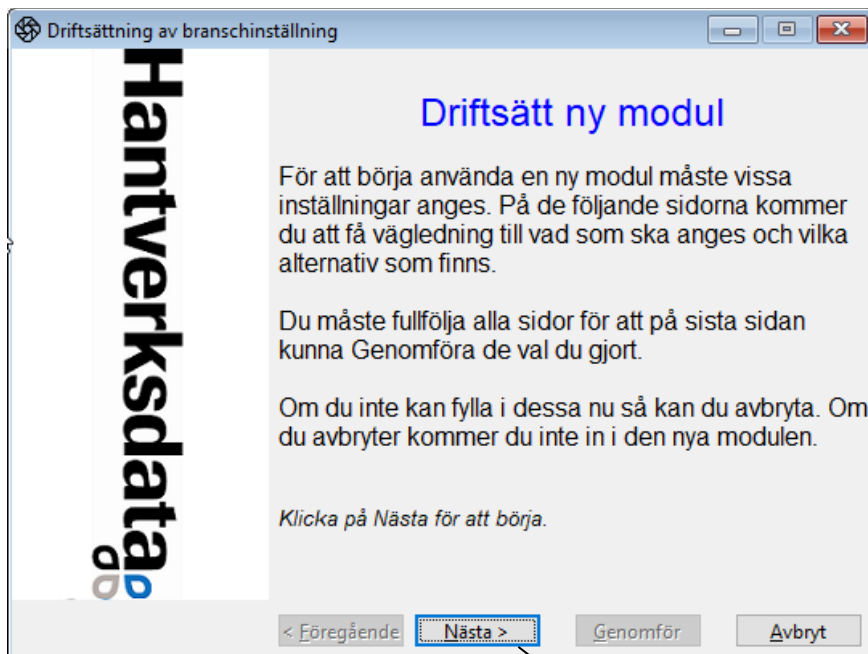 Driftsättning av branschinställning
Hantverksdata
Driftsätt ny modul
För att börja använda en ny modul måste vissa
inställningar anges. På de följande sidorna kommer
du att få vägledning till vad som ska anges och vilka
alternativ som finns.
Du måste fullfölja alla sidor för att på sista sidan
kunna Genomföra de val du gjort.
Om du inte kan fylla i dessa nu så kan du avbryta. Om
du avbryter kommer du inte in i den nya modulen.
Klicka på Nästa för att börja.
< Föregående Nästa > Genomför Avbryt